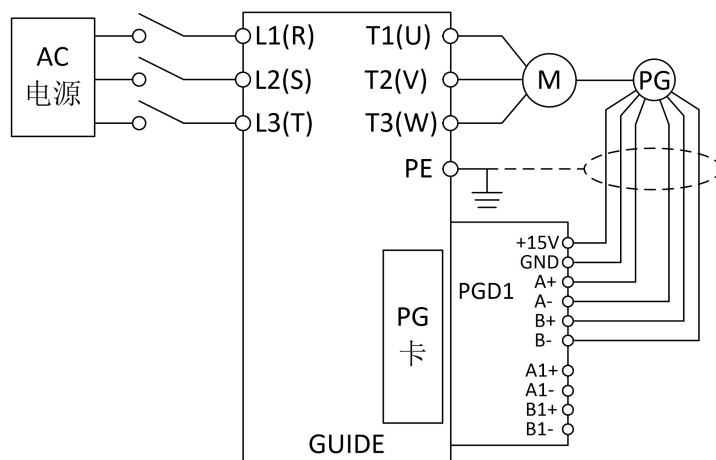 AC
电源
L1(R)
L2(S)
L3(T)
T1(U)
T2(V)
T3(W)
PE
M
PG
PG
卡
GUIDE
PGD1
+15V
GND
A+
A-
B+
B-
A1+
A1-
B1+
B1-